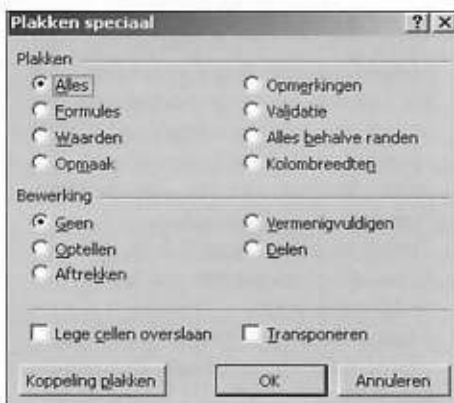 Plakken speciaal
Plakken
Alles
Opmerkingen
Formules
Validatie
Waarden
Alles behalve randen
Opmaak
Kolombreedten
Bewerking
Geen
Vermenigvuldigen
Optellen
Delen
Aftrekken
Lege cellen overslaan
Transponeren
Koppeling plakken
OK
Annuleren